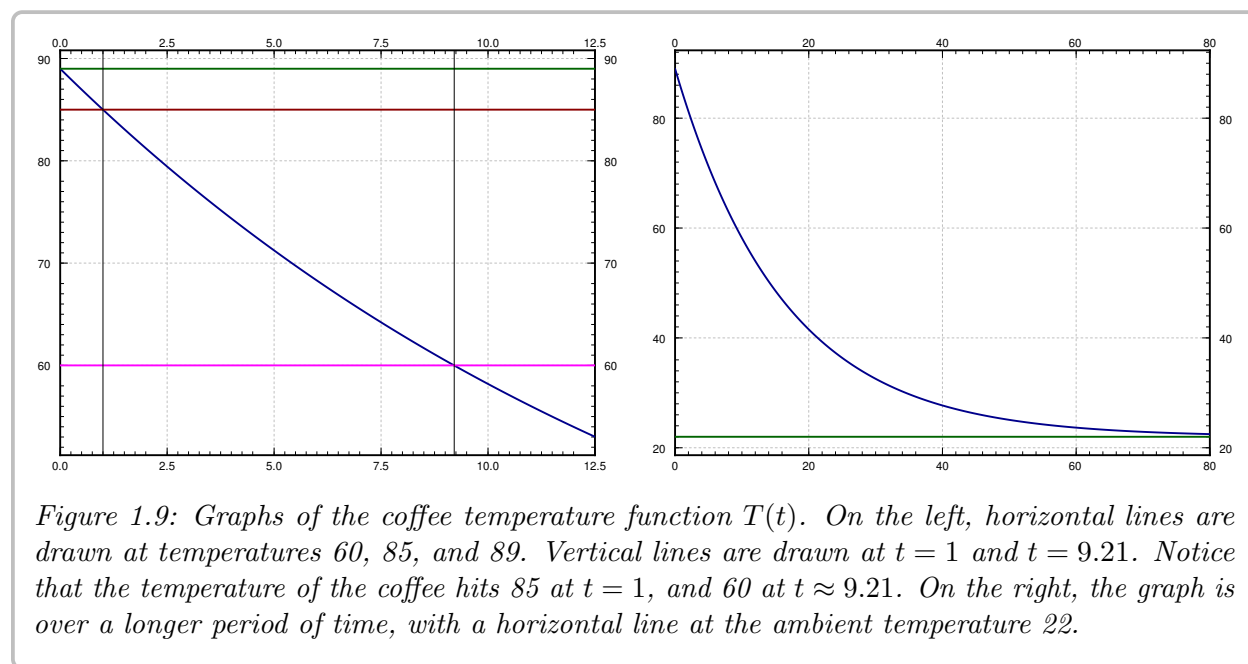 0.0 2.5 5.0 7.5 10.0 12.5
90 90
80 80
70 70
60 60
0.0 2.5 5.0 7.5 10.0 12.5
0 20 40 60 80
80 80
60 60
40 40
20 20
0 20 40 60 80
Figure 1.9: Graphs of the coffee temperature function T(t). On the left, horizontal lines are
drawn at temperatures 60, 85, and 89. Vertical lines are drawn at t = 1 and t = 9.21. Notice
that the temperature of the coffee hits 85 at t = 1, and 60 at t ≈ 9.21. On the right, the graph is
over a longer period of time, with a horizontal line at the ambient temperature 22.